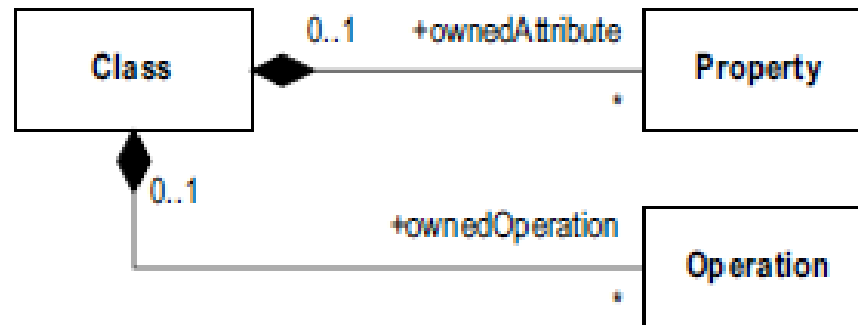 0..1 +ownedAttribute
Class Property
*
0..1
+ownedOperation
Operation
*